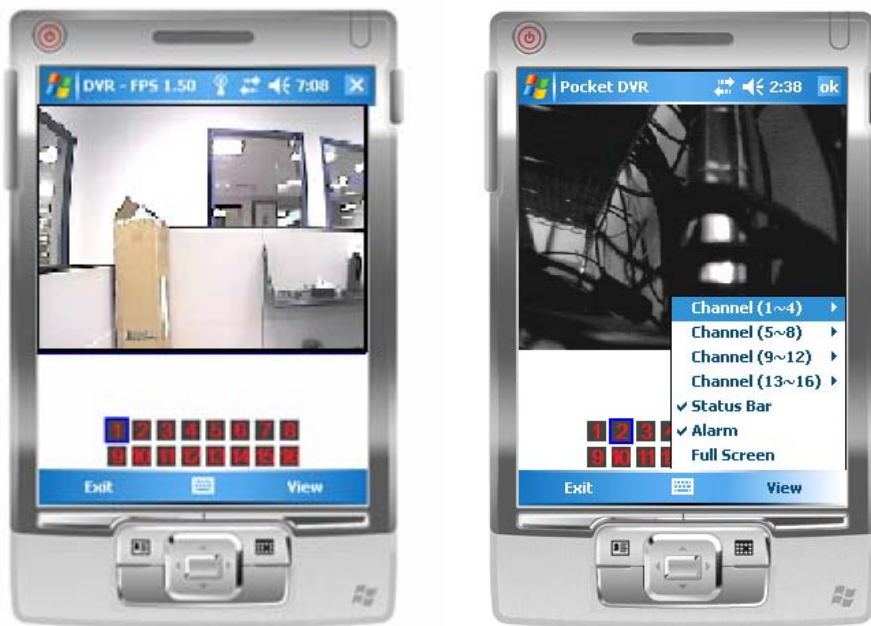 DVR - FPS 1.50 7:08
1 2 3 4 5 6 7 8
9 10 11 12 13 14 15 16
Exit View
Pocket DVR 2:38 ok
Channel (1~4)
Channel (5~8)
Channel (9~12)
Channel (13~16)
Status Bar
Alarm
Full Screen
1 2 3 4
9 10 11
Exit View